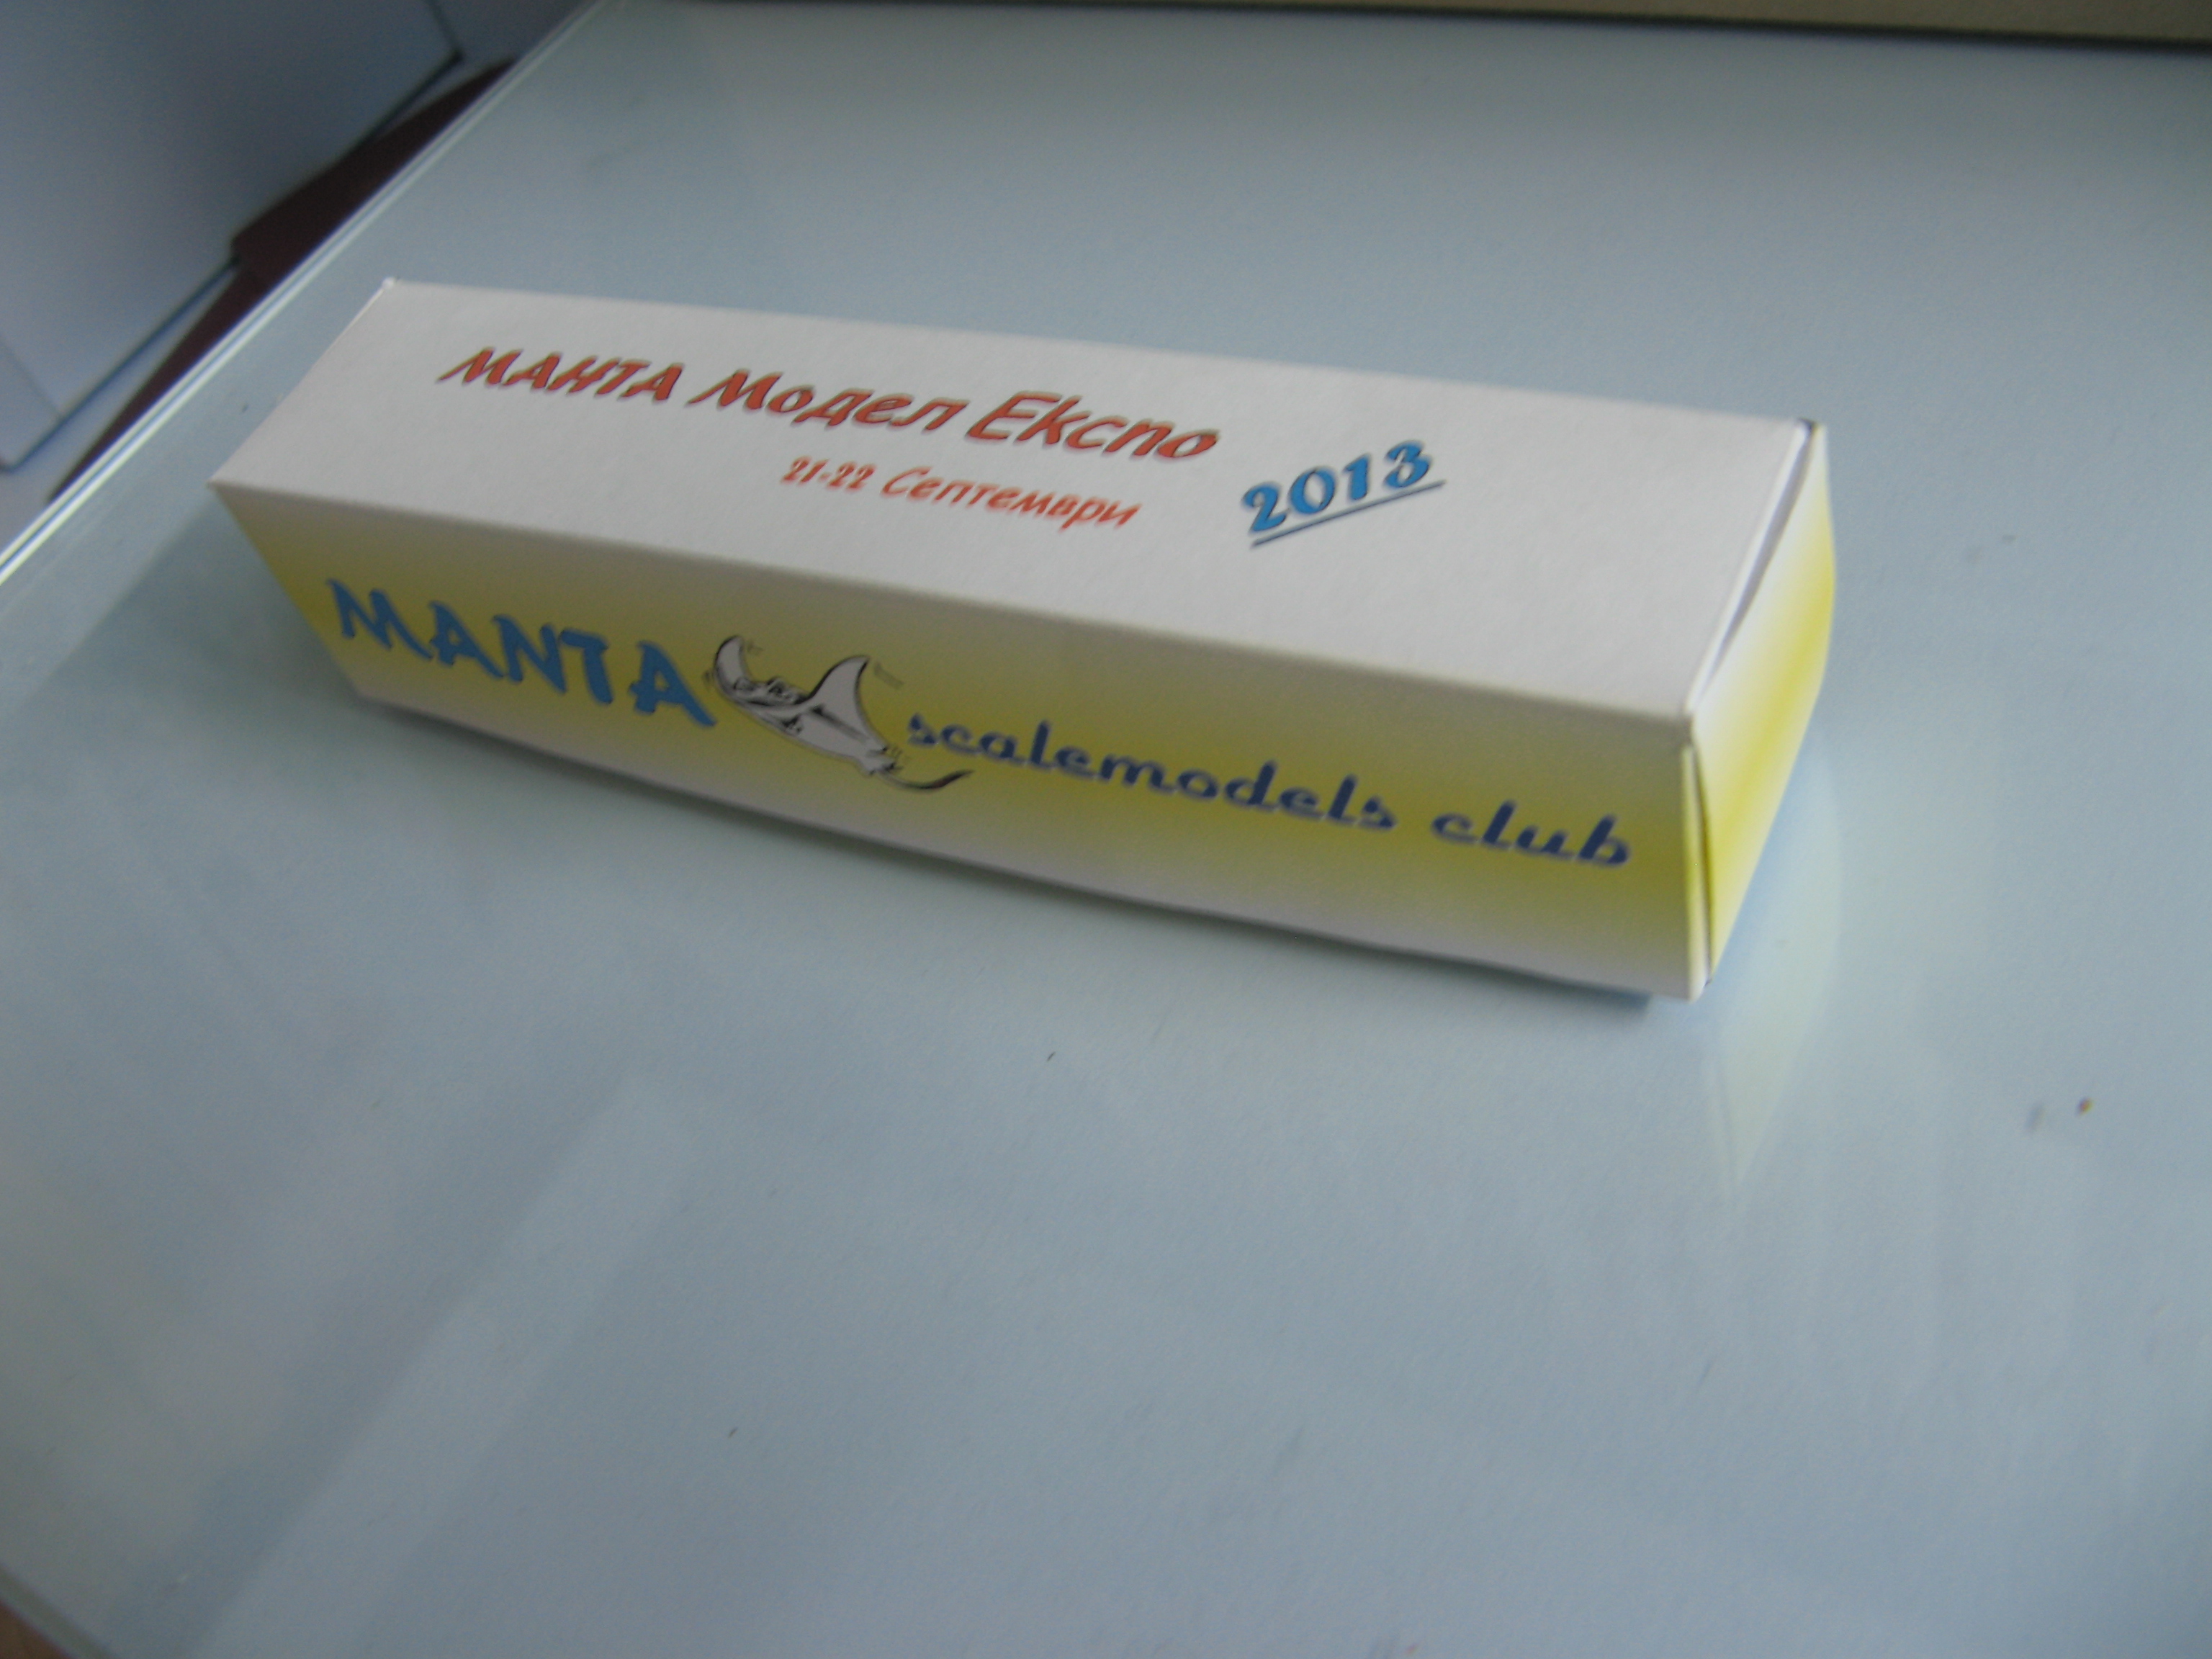 МАНТА Модел Експо
21-22 Септември
2013
MANTA scalemodels club